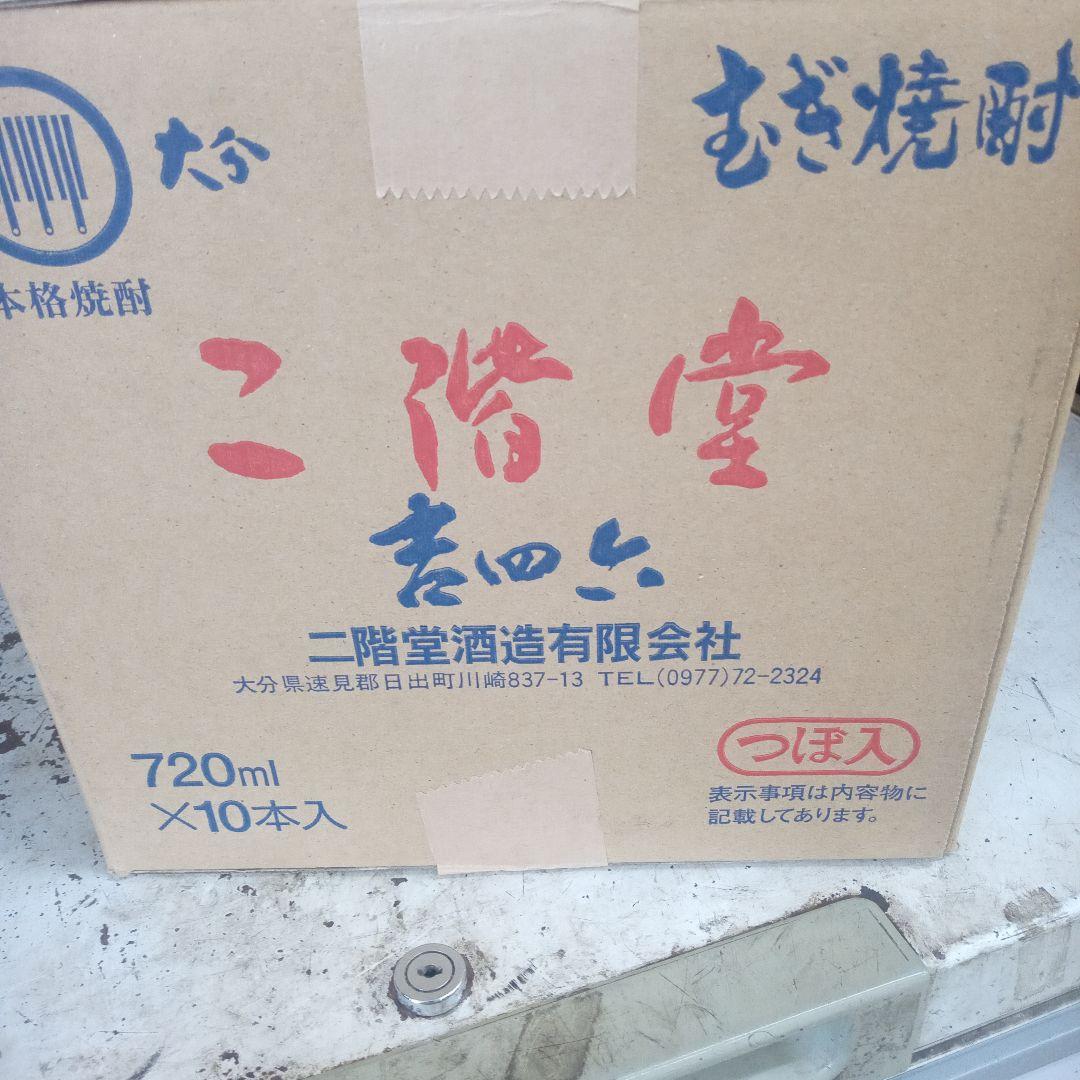 大分
むぎ焼酎
本格焼酎
二階堂
吉四六
二階堂酒造有限会社
大分県速見郡日出町川崎837-13 TEL(0977)72-2324
720ml
×10本入
つぼ入
表示事項は内容物に
記載してあります。